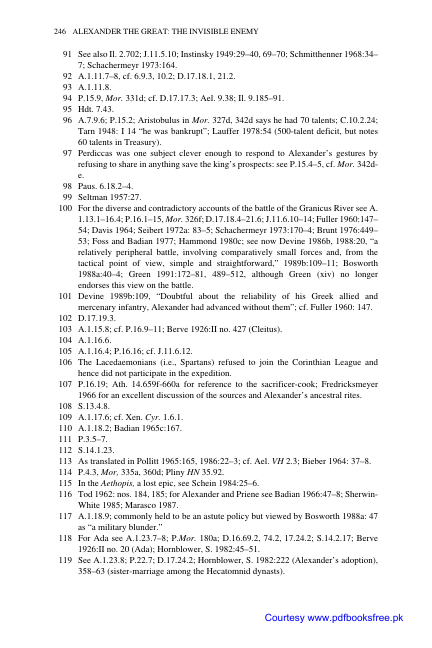 246 ALEXANDER THE GREAT: THE INVISIBLE ENEMY
91 See also Il. 2.702; J.11.5.10; Instinsky 1949:29–40, 69–70; Schmitthenner 1968:34–
7; Schachermeyr 1973:164.
92 A.1.11.7–8, cf. 6.9.3, 10.2; D.17.18.1, 21.2.
93 A.1.11.8.
94 P.15.9, Mor. 331d; cf. D.17.17.3; Ael. 9.38; Il. 9.185–91.
95 Hdt. 7.43.
96 A.7.9.6; P.15.2; Aristobulus in Mor. 327d, 342d says he had 70 talents; C.10.2.24;
Tarn 1948: I 14 “he was bankrupt”; Lauffer 1978:54 (500-talent deficit, but notes
60 talents in Treasury).
97 Perdiccas was one subject clever enough to respond to Alexander’s gestures by
refusing to share in anything save the king’s prospects: see P.15.4–5, cf. Mor. 342d-
e.
98 Paus. 6.18.2–4.
99 Seltman 1957:27.
100 For the diverse and contradictory accounts of the battle of the Granicus River see A.
1.13.1–16.4; P.16.1–15, Mor. 326f; D.17.18.4–21.6; J.11.6.10–14; Fuller 1960:147–
54; Davis 1964; Seibert 1972a: 83–5; Schachermeyr 1973:170–4; Brunt 1976:449–
53; Foss and Badian 1977; Hammond 1980c; see now Devine 1986b, 1988:20, “a
relatively peripheral battle, involving comparatively small forces and, from the
tactical point of view, simple and straightforward,” 1989b:109–11; Bosworth
1988a:40–4; Green 1991:172–81, 489–512, although Green (xiv) no longer
endorses this view on the battle.
101 Devine 1989b:109, “Doubtful about the reliability of his Greek allied and
mercenary infantry, Alexander had advanced without them”; cf. Fuller 1960: 147.
102 D.17.19.3.
103 A.1.15.8; cf. P.16.9–11; Berve 1926:II no. 427 (Cleitus).
104 A.1.16.6.
105 A.1.16.4; P.16.16; cf. J.11.6.12.
106 The Lacedaemonians (i.e., Spartans) refused to join the Corinthian League and
hence did not participate in the expedition.
107 P.16.19; Ath. 14.659f-660a for reference to the sacrificer-cook; Fredricksmeyer
1966 for an excellent discussion of the sources and Alexander’s ancestral rites.
108 S.13.4.8.
109 A.1.17.6; cf. Xen. Cyr. 1.6.1.
110 A.1.18.2; Badian 1965c:167.
111 P.3.5–7.
112 S.14.1.23.
113 As translated in Pollitt 1965:165, 1986:22–3; cf. Ael. VH 2.3; Bieber 1964: 37–8.
114 P.4.3, Mor, 335a, 360d; Pliny HN 35.92.
115 In the Aethopis, a lost epic, see Schein 1984:25–6.
116 Tod 1962: nos. 184, 185; for Alexander and Priene see Badian 1966:47–8; Sherwin-
White 1985; Marasco 1987.
117 A.1.18.9; commonly held to be an astute policy but viewed by Bosworth 1988a: 47
as “a military blunder.”
118 For Ada see A.1.23.7–8; P.Mor. 180a; D.16.69.2, 74.2, 17.24.2; S.14.2.17; Berve
1926:II no. 20 (Ada); Hornblower, S. 1982:45–51.
119 See A.1.23.8; P.22.7; D.17.24.2; Hornblower, S. 1982:222 (Alexander’s adoption),
358–63 (sister-marriage among the Hecatomnid dynasts).
Courtesy www.pdfbooksfree.pk